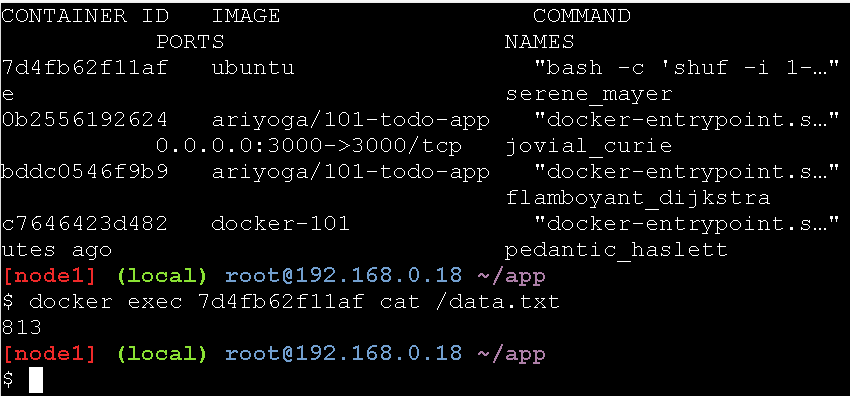 CONTAINER ID IMAGE COMMAND
PORTS NAMES
7d4fb62f11af ubuntu "bash -c 'shuf -i 1-…"
e serene_mayer
0b2556192624 ariyoga/101-todo-app "docker-entrypoint.s…"
0.0.0.0:3000->3000/tcp jovial_curie
bddc0546f9b9 ariyoga/101-todo-app "docker-entrypoint.s…"
flamboyant_dijkstra
c7646423d482 docker-101 "docker-entrypoint.s…"
utes ago pedantic_haslett
[node1] (local) root@192.168.0.18 ~/app
$ docker exec 7d4fb62f11af cat /data.txt
813
[node1] (local) root@192.168.0.18 ~/app
$